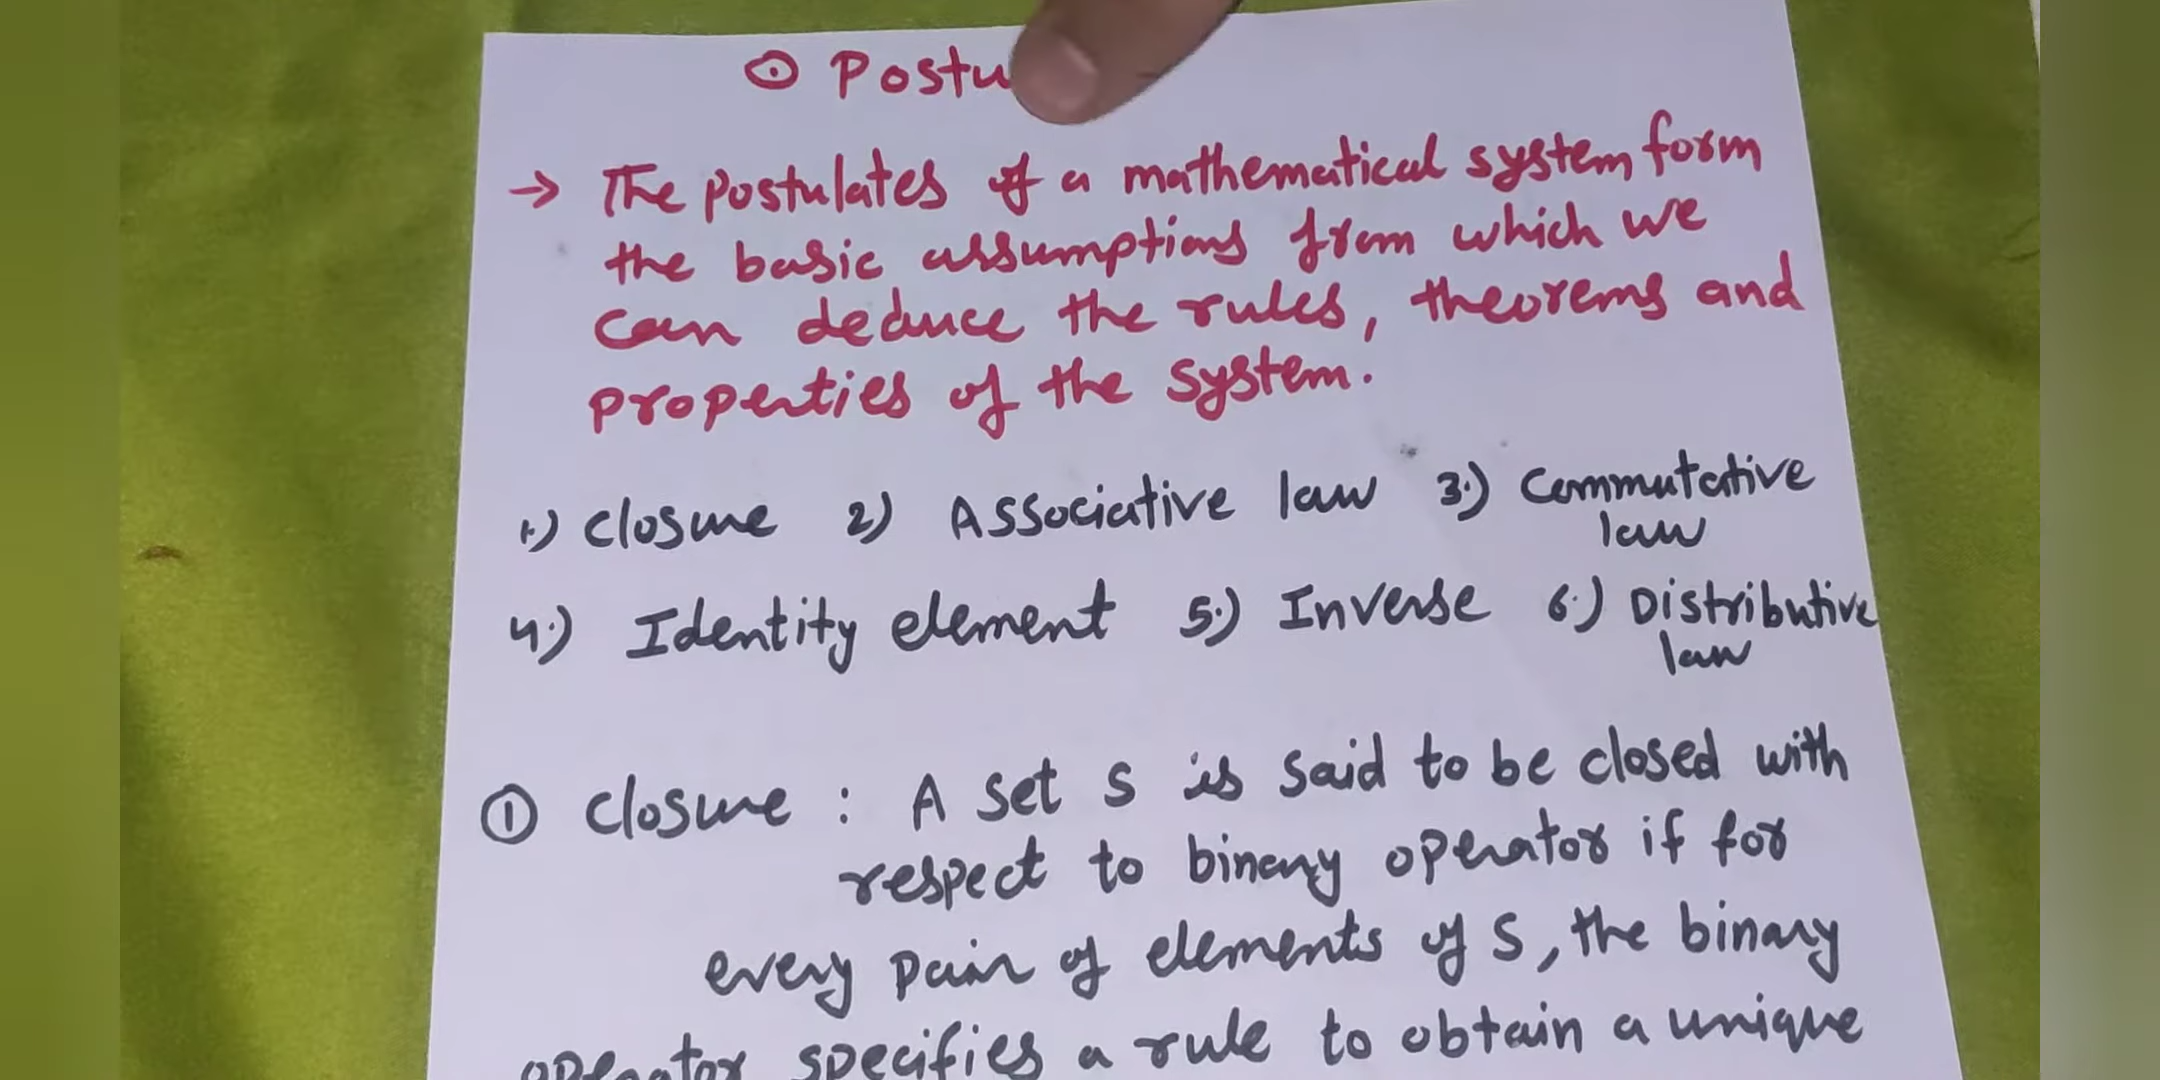 ⊙ Postu
→ The postulates of a mathematical system form
the basic assumptions from which we
can deduce the rules, theorems and
properties of the system.
1.) Closure 2) Associative law 3.) Commutative
law
4.) Identity element 5.) Inverse 6.) Distributive
law
① Closure : A set S is said to be closed with
respect to binary operator if for
every pair of elements of S, the binary
operator specifies a rule to obtain a unique